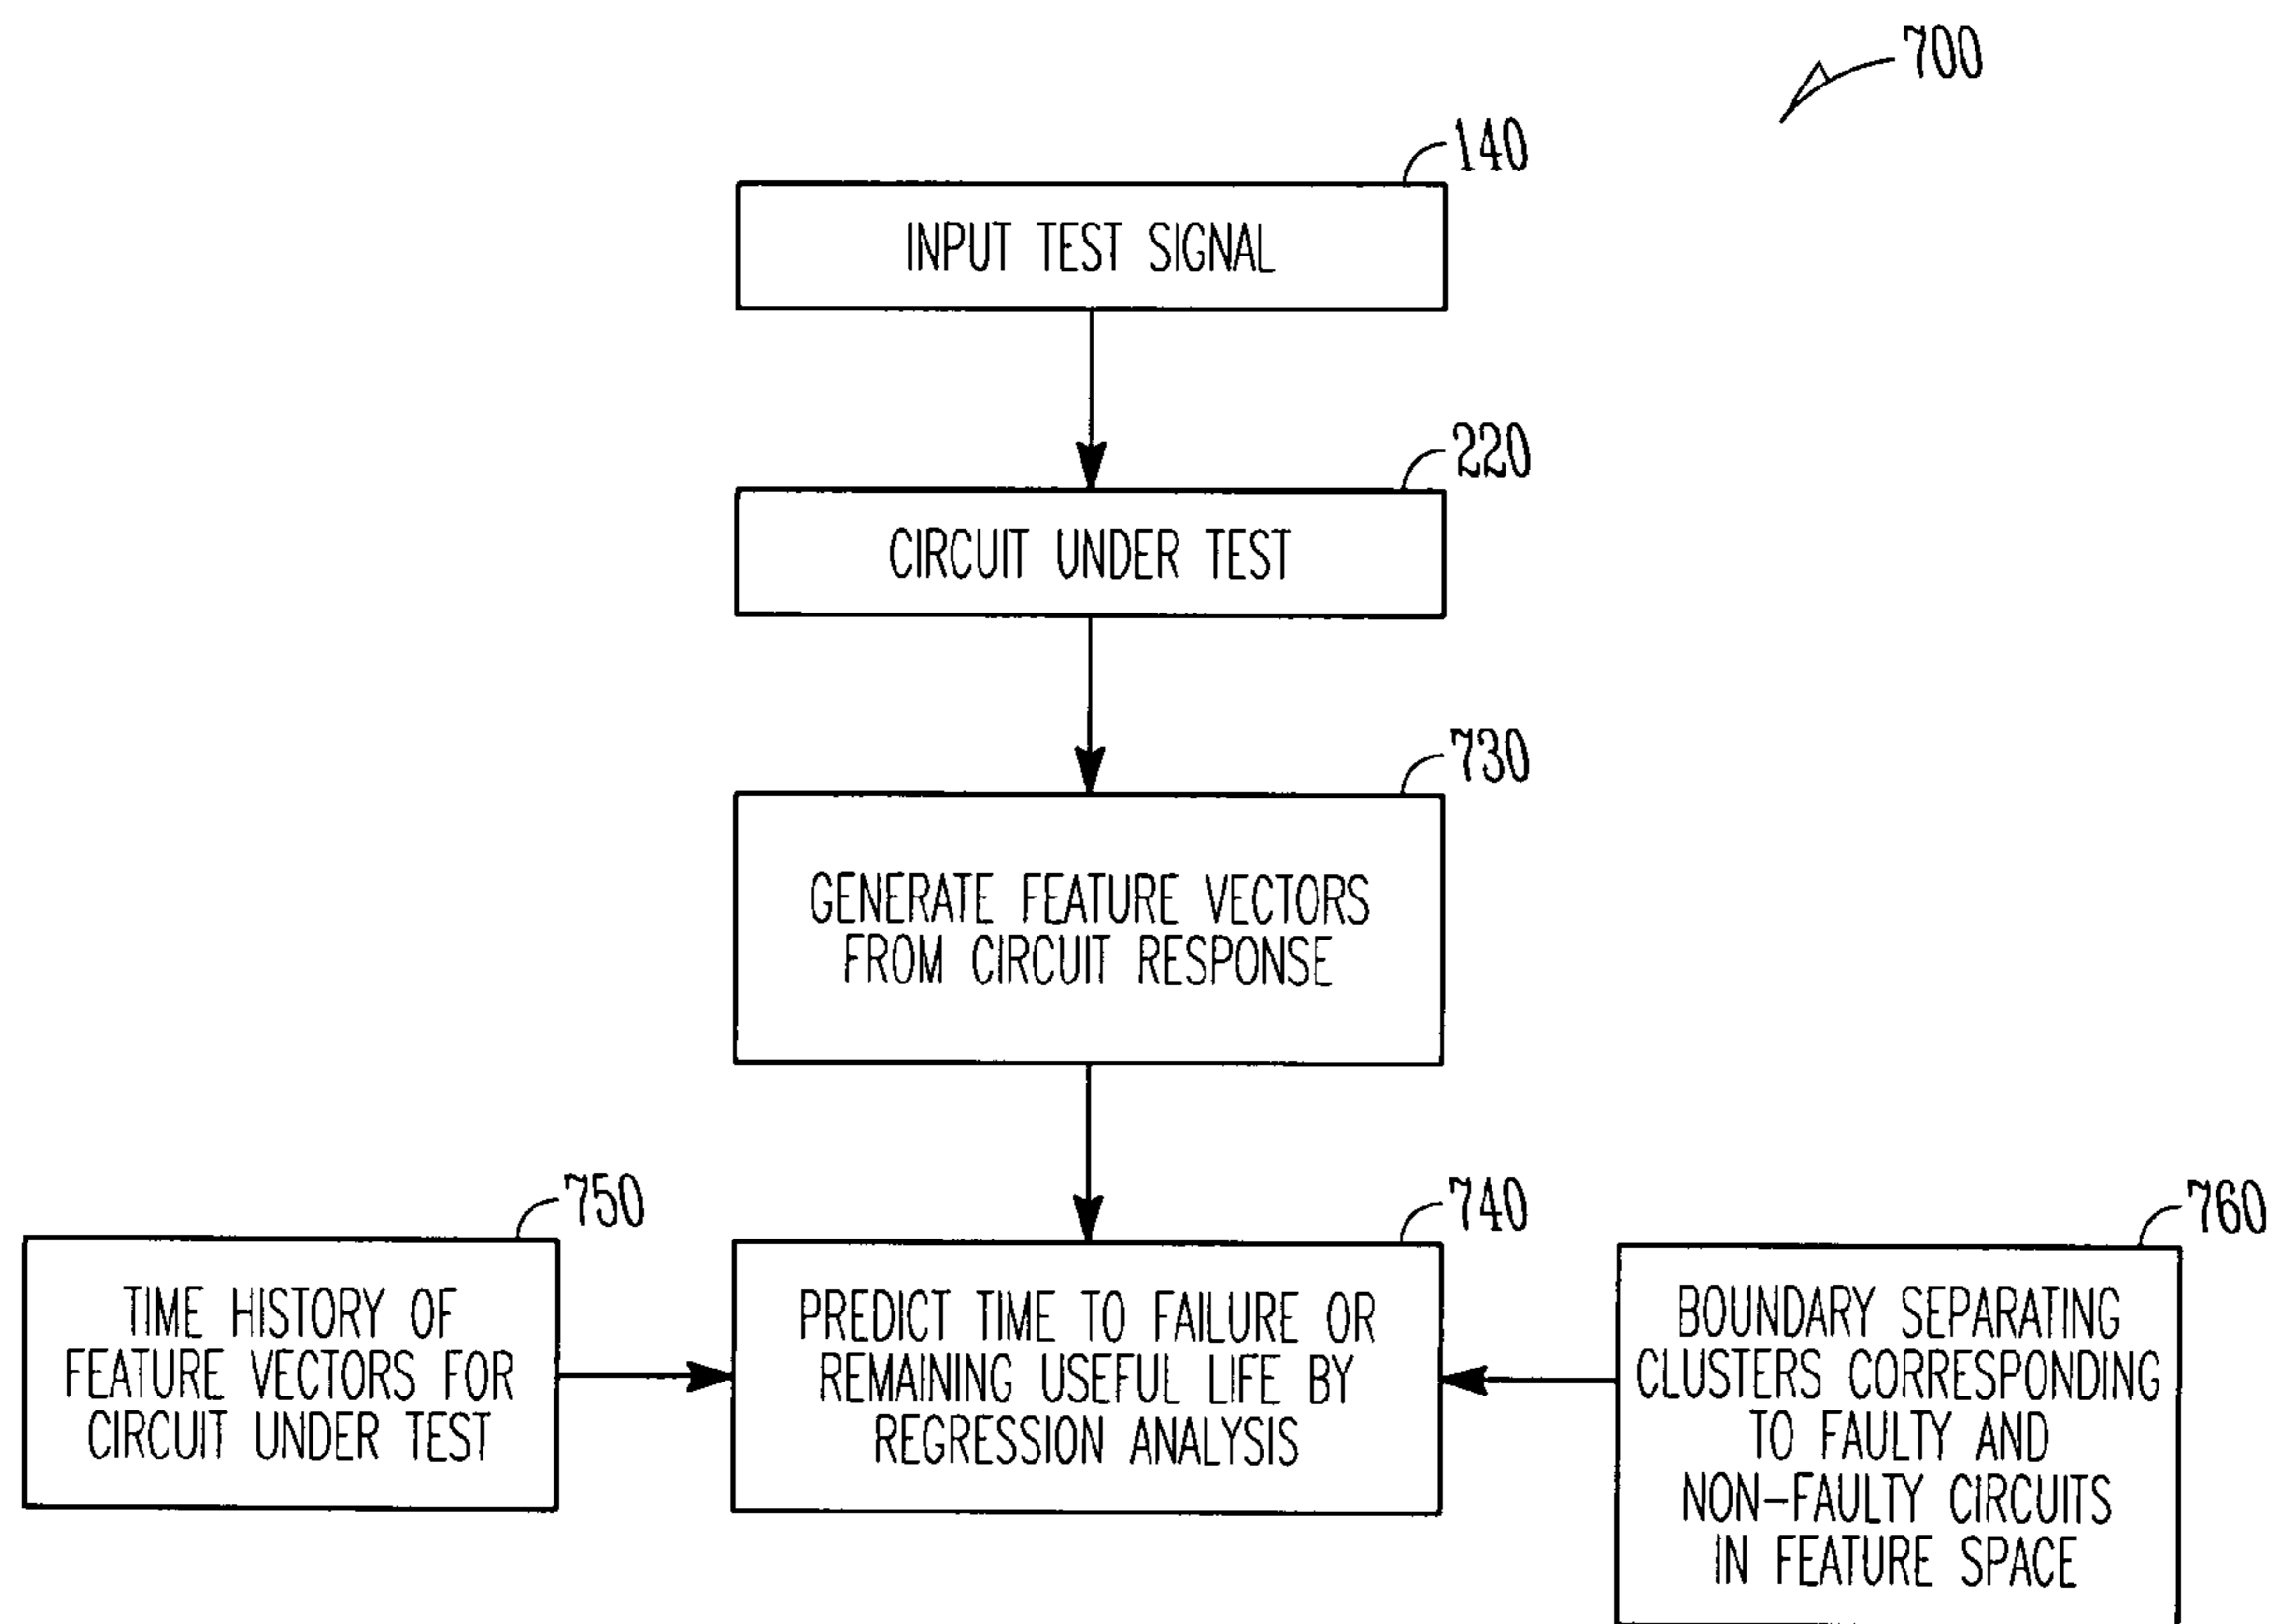 700
140
INPUT TEST SIGNAL
220
CIRCUIT UNDER TEST
730
GENERATE FEATURE VECTORS
FROM CIRCUIT RESPONSE
750
TIME HISTORY OF
FEATURE VECTORS FOR
CIRCUIT UNDER TEST
740
PREDICT TIME TO FAILURE OR
REMAINING USEFUL LIFE BY
REGRESSION ANALYSIS
760
BOUNDARY SEPARATING
CLUSTERS CORRESPONDING
TO FAULTY AND
NON-FAULTY CIRCUITS
IN FEATURE SPACE